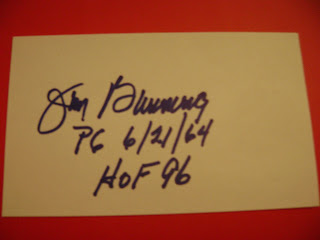 Jim Bunning
PG 6/21/64
HOF 96